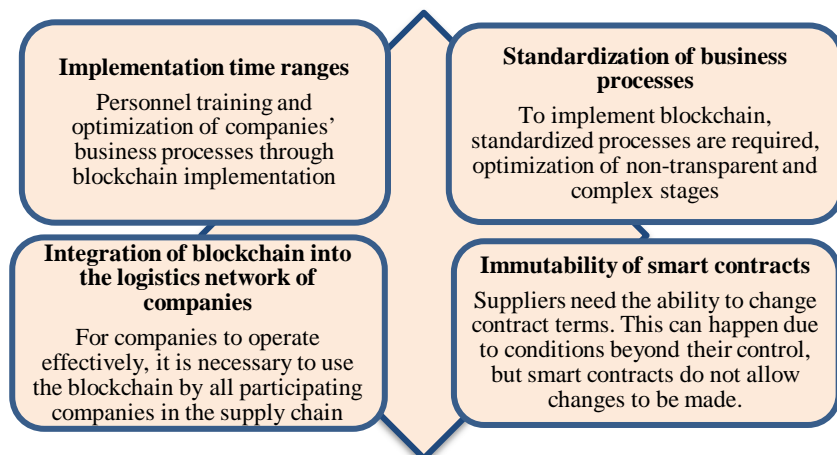 Implementation time ranges
Personnel training and
optimization of companies’
business processes through
blockchain implementation
Standardization of business
processes
To implement blockchain,
standardized processes are required,
optimization of non-transparent and
complex stages
Integration of blockchain into
the logistics network of
companies
For companies to operate
effectively, it is necessary to use
the blockchain by all participating
companies in the supply chain
Immutability of smart contracts
Suppliers need the ability to change
contract terms. This can happen due
to conditions beyond their control,
but smart contracts do not allow
changes to be made.